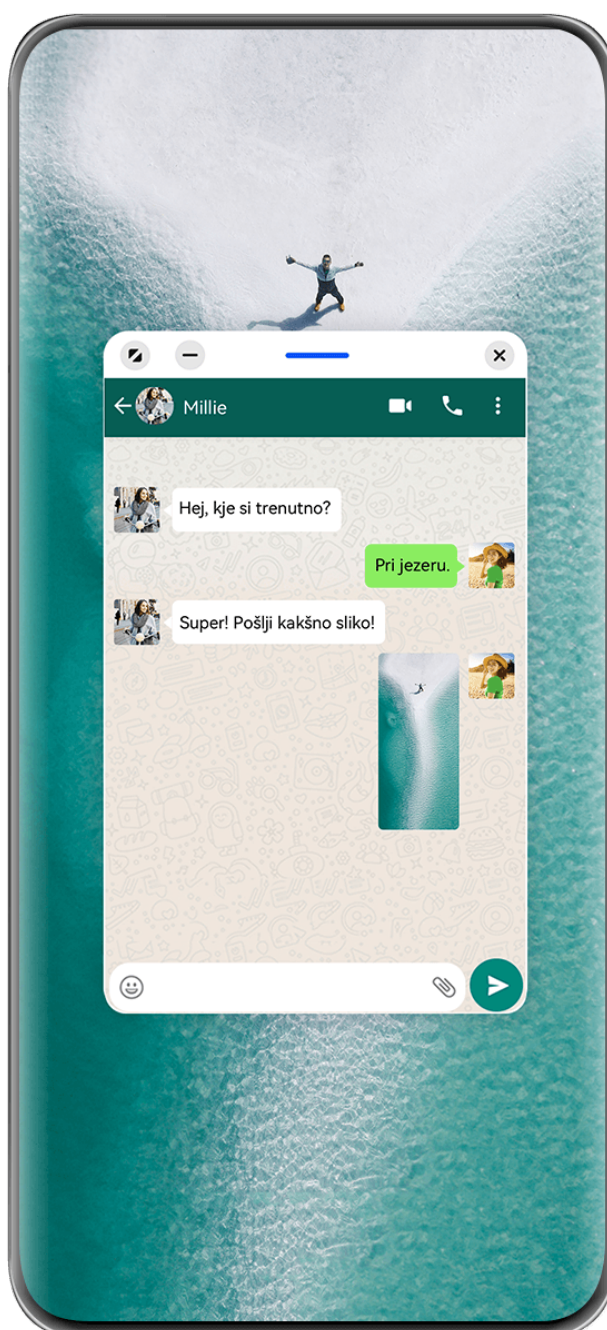 Millie
Hej, kje si trenutno?
Pri jezeru.
Super! Pošlji kakšno sliko!